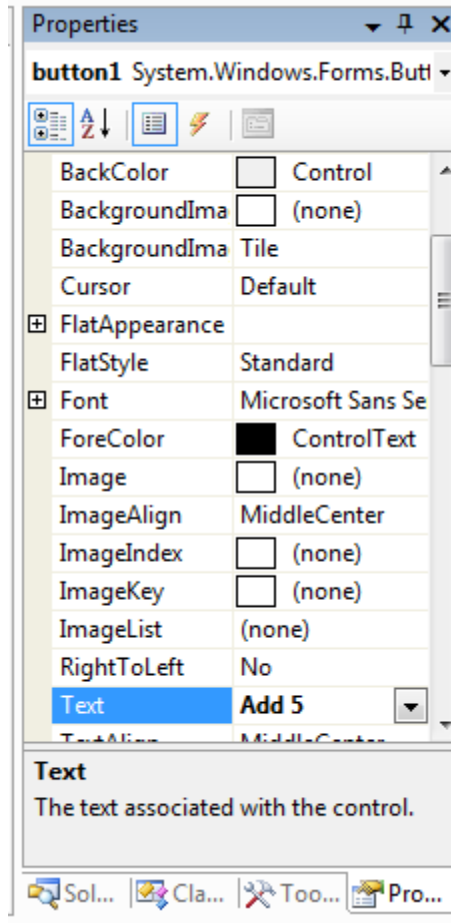 Properties
button1 System.Windows.Forms.Butt
BackColor Control
BackgroundIma (none)
BackgroundIma Tile
Cursor Default
FlatAppearance
FlatStyle Standard
Font Microsoft Sans Se
ForeColor ControlText
Image (none)
ImageAlign MiddleCenter
ImageIndex (none)
ImageKey (none)
ImageList (none)
RightToLeft No
Text Add 5
TextAlign MiddleCenter
Text
The text associated with the control.
Sol... Cla... Too... Pro...